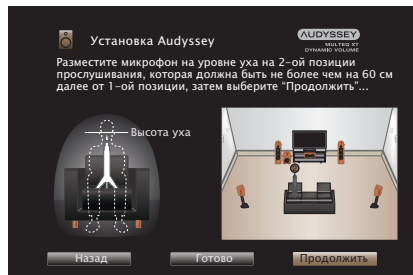 Установка Audyssey
AUDYSSEY
MULTEQ XT
DYNAMIC VOLUME
Разместите микрофон на уровне уха на 2-ой позиции
прослушивания, которая должна быть не более чем на 60 см
далее от 1-ой позиции, затем выберите "Продолжить"...
Высота уха
Назад
Готово
Продолжить